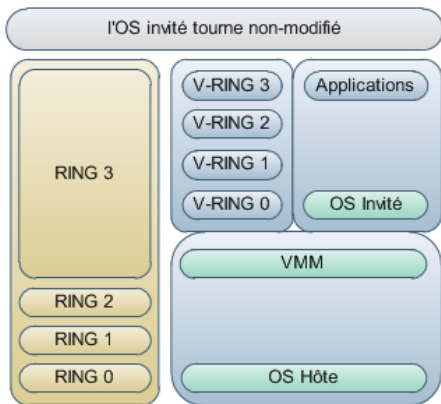 l'OS invité tourne non-modifié
RING 3
RING 2
RING 1
RING 0
V-RING 3
V-RING 2
V-RING 1
V-RING 0
Applications
OS Invité
VMM
OS Hôte